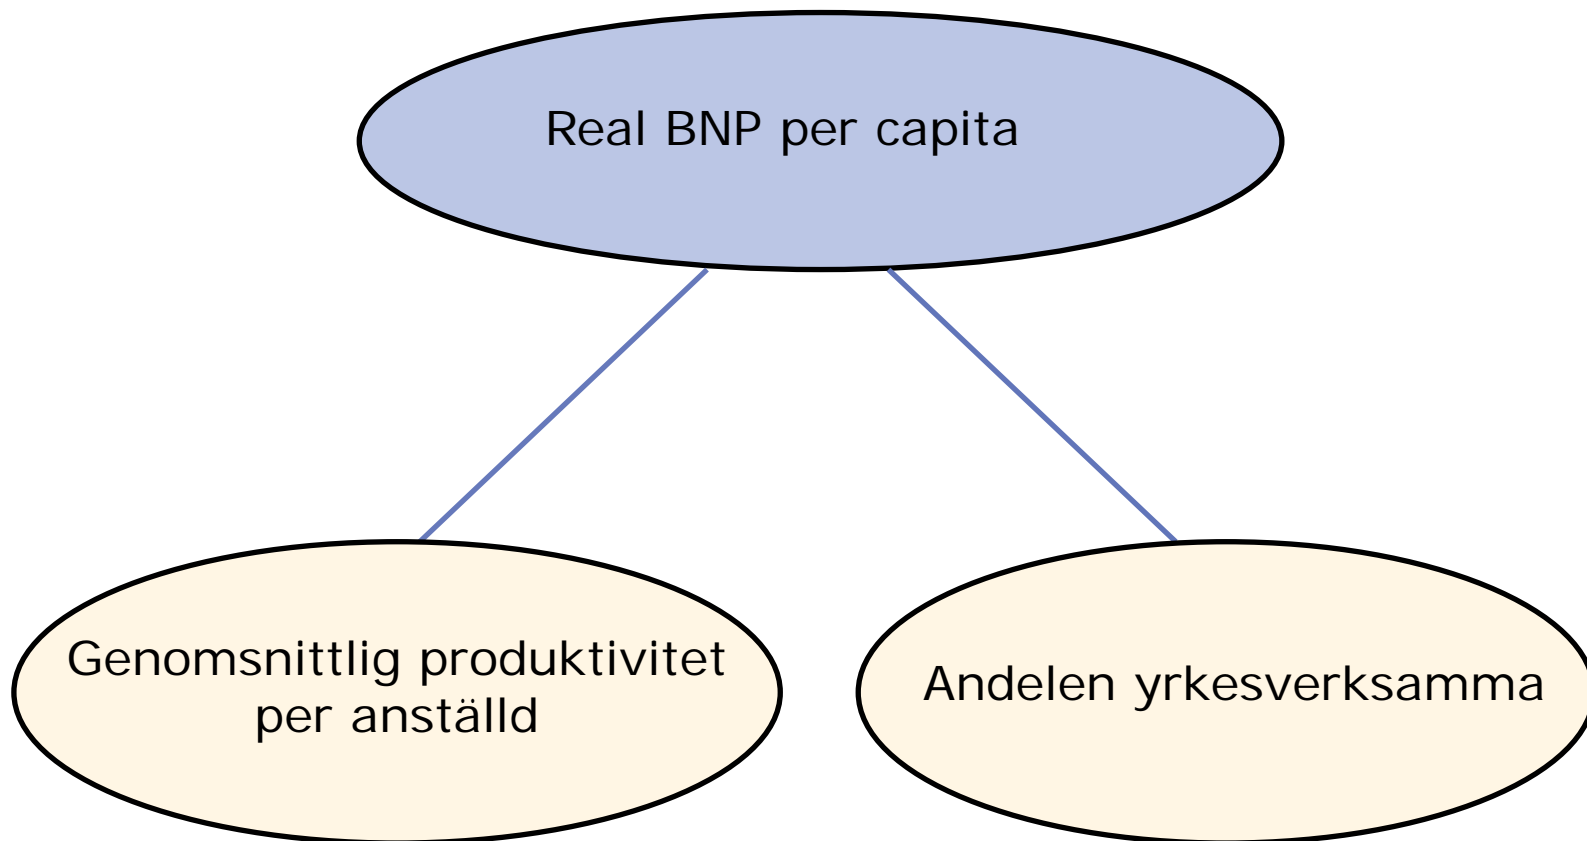 Real BNP per capita
Genomsnittlig produktivitet
per anställd
Andelen yrkesverksamma